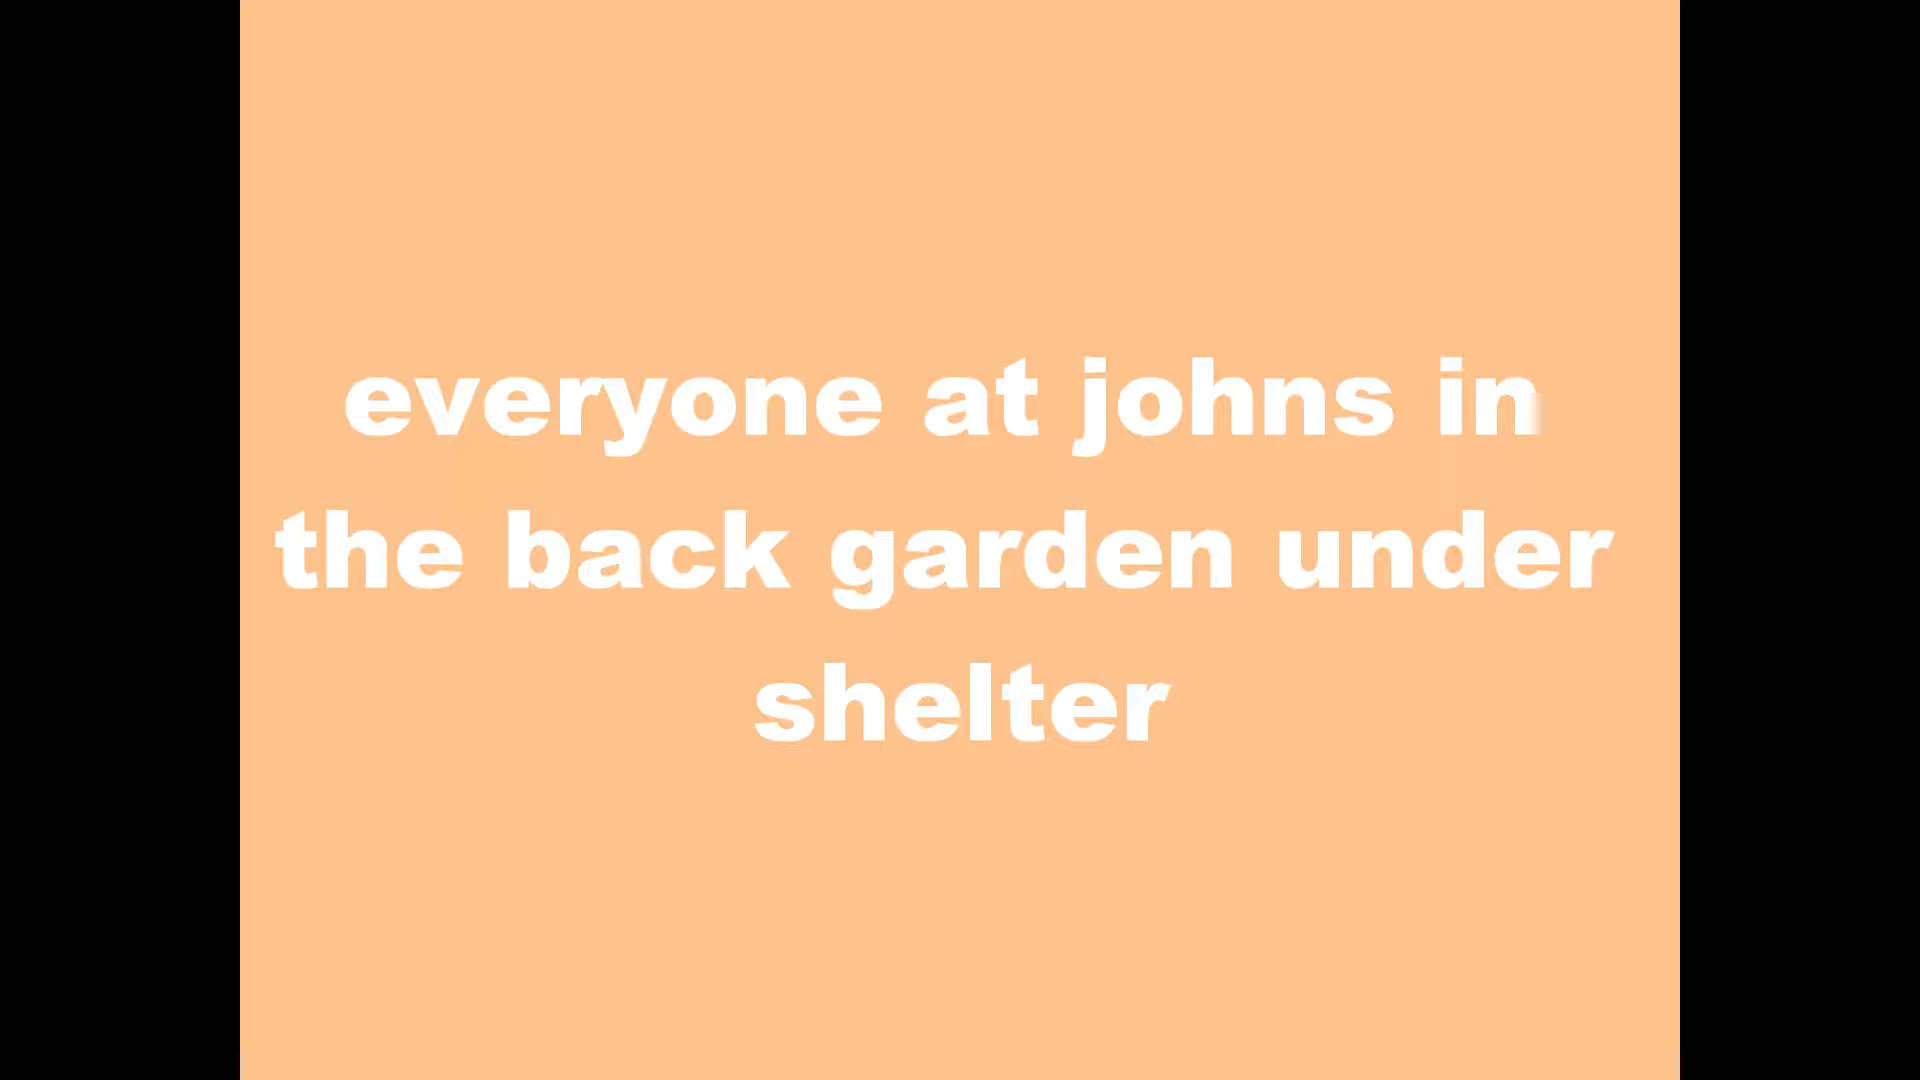 everyone at johns in
the back garden under
shelter